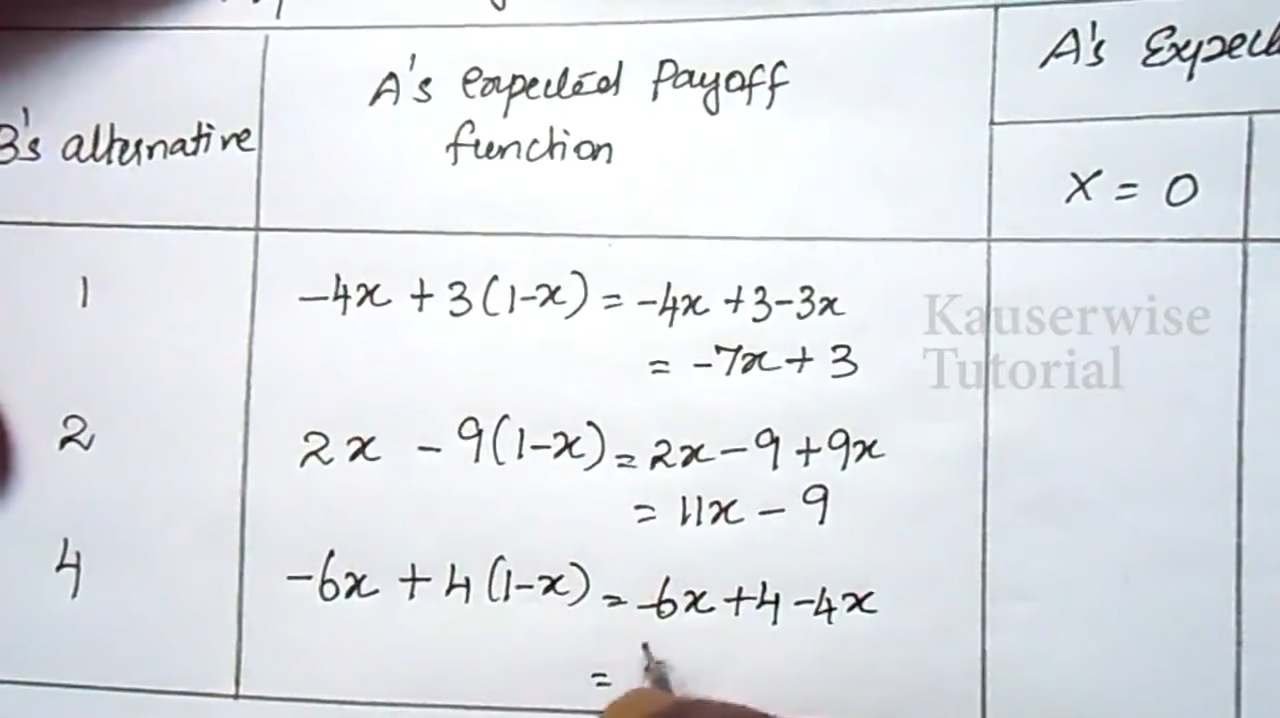 B's alternative
A's expected Payoff
function
A's
X = 0
1
-4x + 3(1-x) = -4x + 3 - 3x
= -7x + 3
2
2x - 9(1-x) = 2x - 9 + 9x
= 11x - 9
4
-6x + 4(1-x) = -6x + 4 - 4x
=
Kauserwise
Tutorial